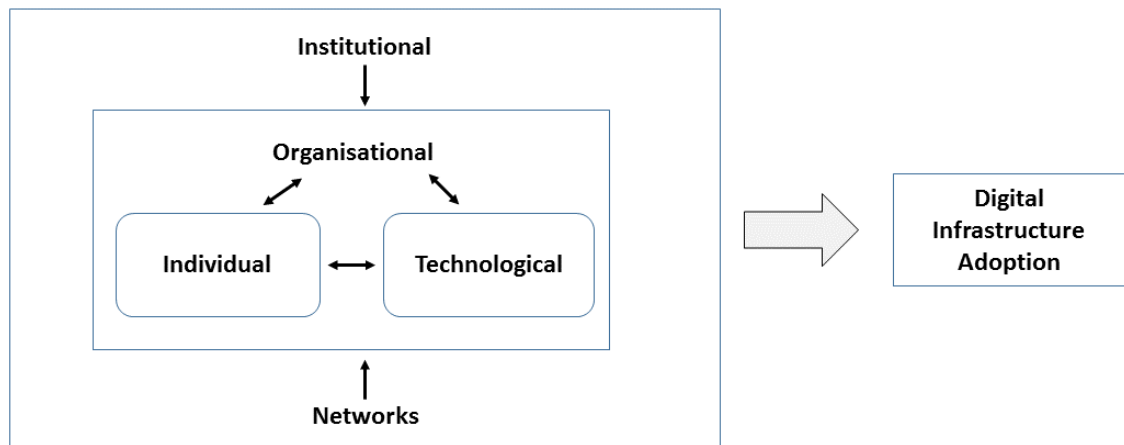 Institutional
Organisational
Individual
Technological
Networks
Digital
Infrastructure
Adoption